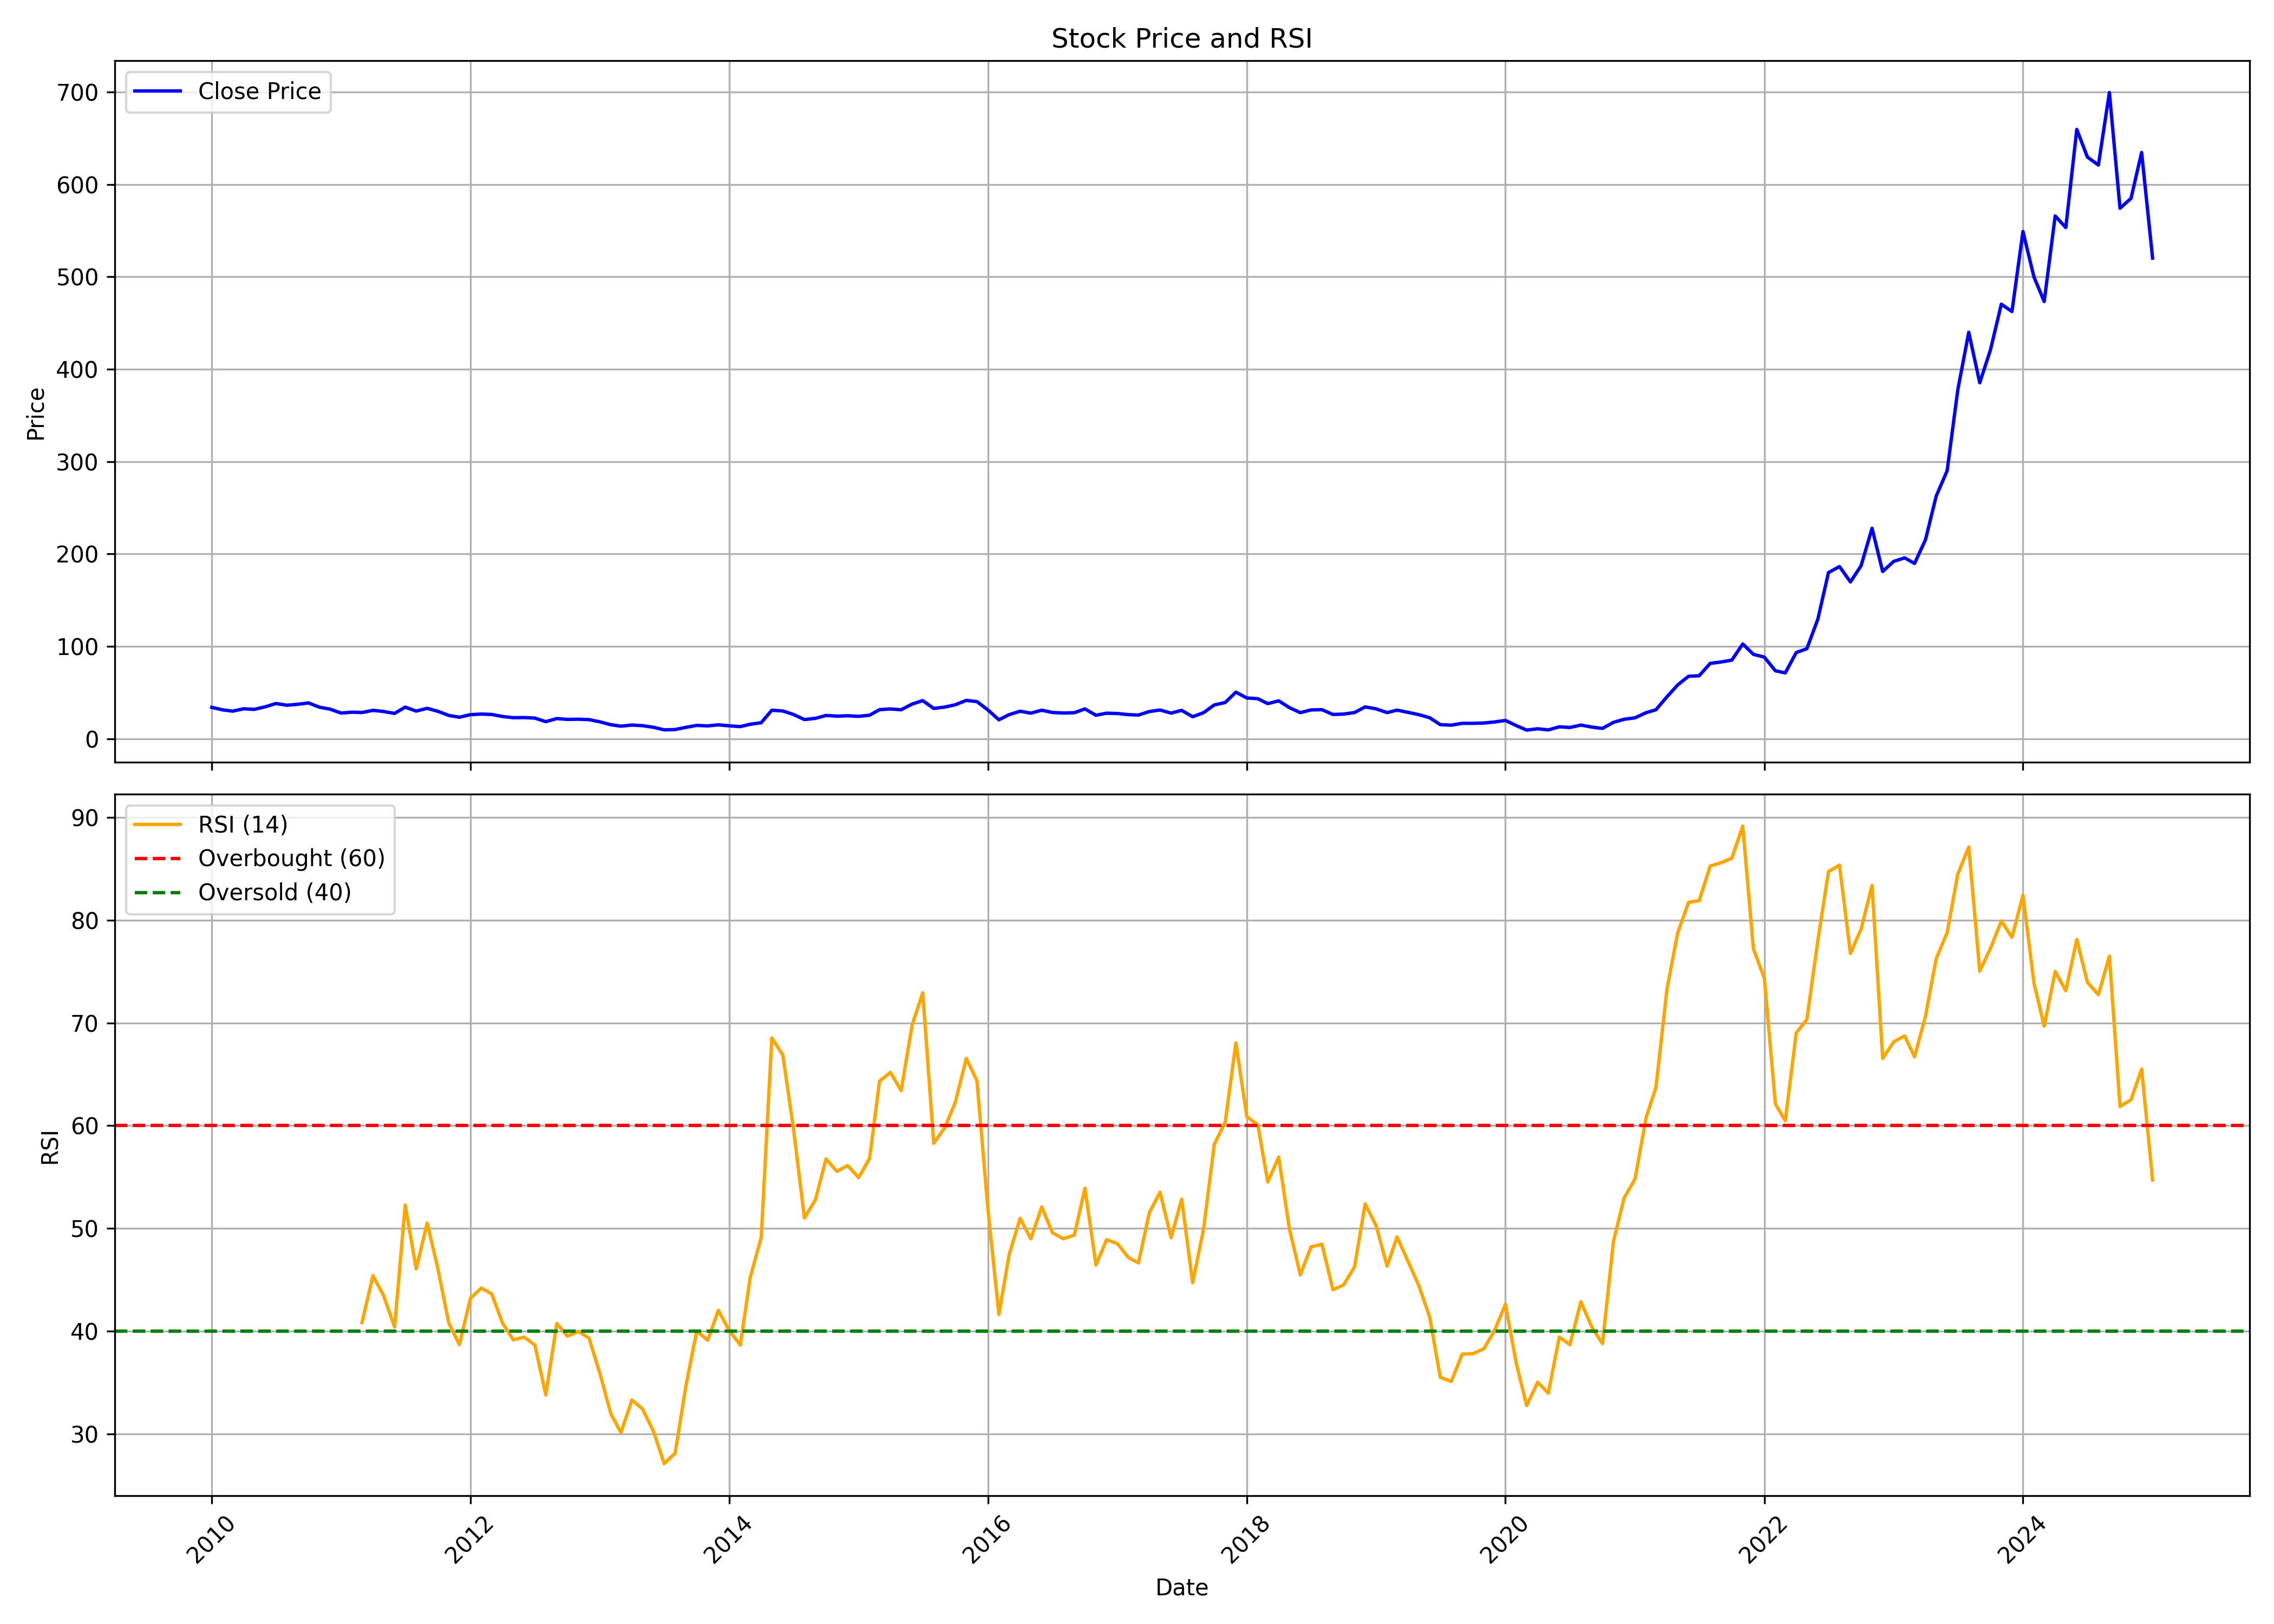 Stock Price and RSI
Close Price
700
600
500
400
300
200
100
0
Price
RSI (14)
Overbought (60)
Oversold (40)
90
80
70
60
50
40
30
RSI
2010
2012
2014
2016
2018
2020
2022
2024
Date